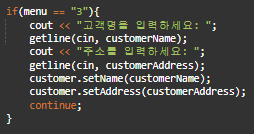 if(menu == "3"){
cout << "고객명을 입력하세요: ";
getline(cin, customerName);
cout << "주소를 입력하세요: ";
getline(cin, customerAddress);
customer.setName(customerName);
customer.setAddress(customerAddress);
continue;
}